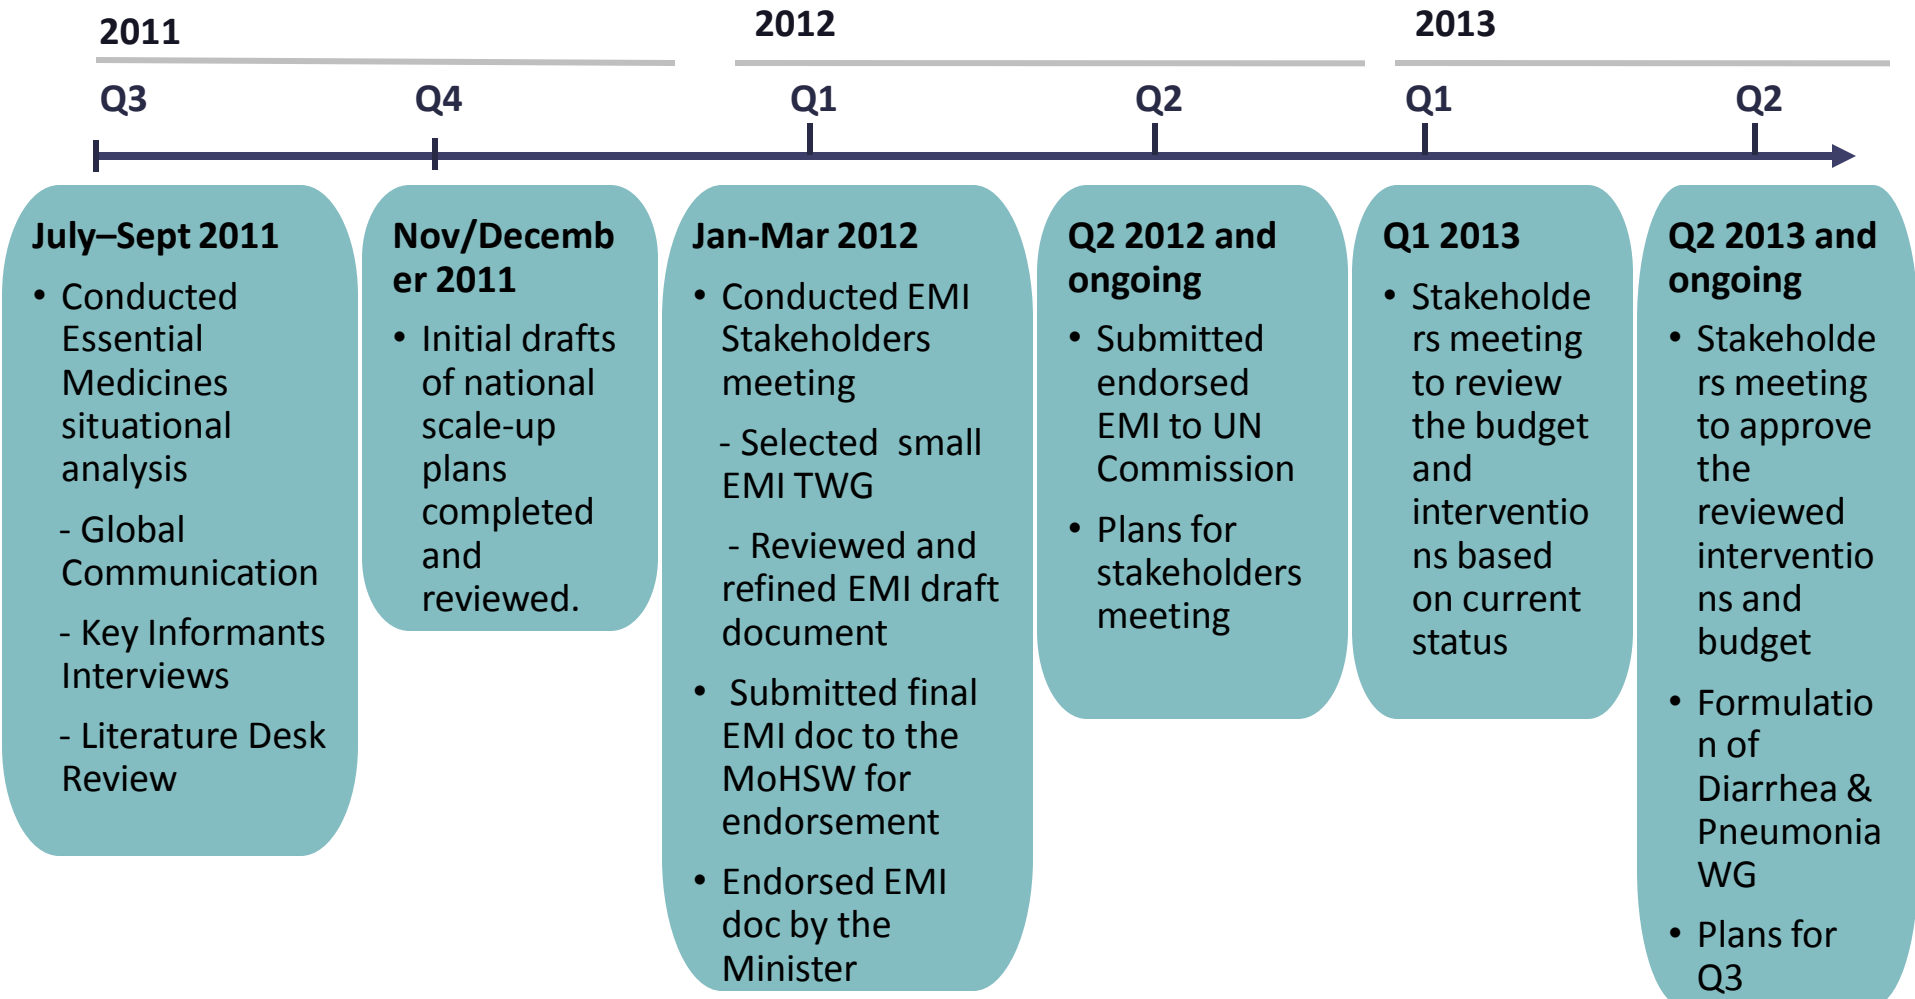 2011
2012
2013
Q3
Q4
Q1
Q2
Q1
Q2
July–Sept 2011
• Conducted
Essential
Medicines
situational
analysis
- Global
Communication
- Key Informants
Interviews
- Literature Desk
Review
Nov/Decemb
er 2011
• Initial drafts
of national
scale-up
plans
completed
and
reviewed.
Jan-Mar 2012
• Conducted EMI
Stakeholders
meeting
- Selected small
EMI TWG
- Reviewed and
refined EMI draft
document
• Submitted final
EMI doc to the
MoHSW for
endorsement
• Endorsed EMI
doc by the
Minister
Q2 2012 and
ongoing
• Submitted
endorsed
EMI to UN
Commission
• Plans for
stakeholders
meeting
Q1 2013
• Stakeholde
rs meeting
to review
the budget
and
interventio
ns based
on current
status
Q2 2013 and
ongoing
• Stakeholde
rs meeting
to approve
the
reviewed
interventio
ns and
budget
• Formulatio
n of
Diarrhea &
Pneumonia
WG
• Plans for
Q3